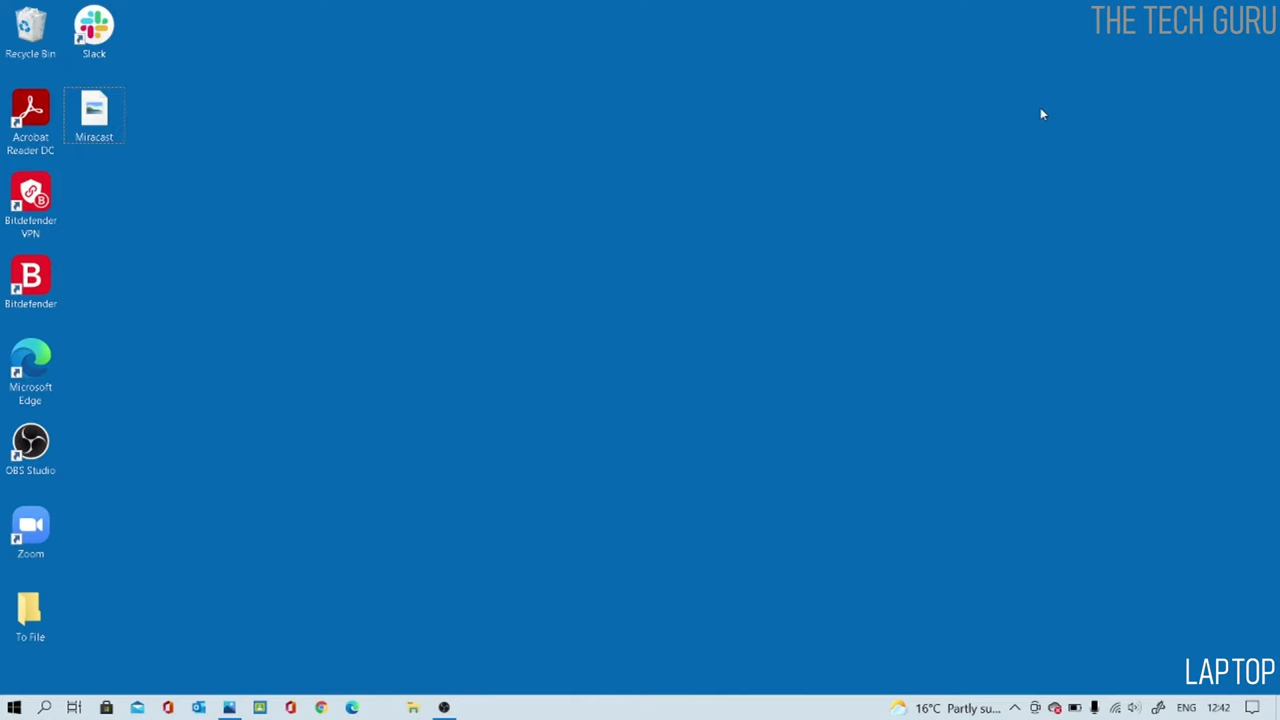 THE TECH GURU
Recycle Bin
Slack
Acrobat
Reader DC
Miracast
Bitdefender
VPN
Bitdefender
Microsoft
Edge
OBS Studio
Zoom
To File
LAPTOP
16°C Partly su...
ENG
12:42